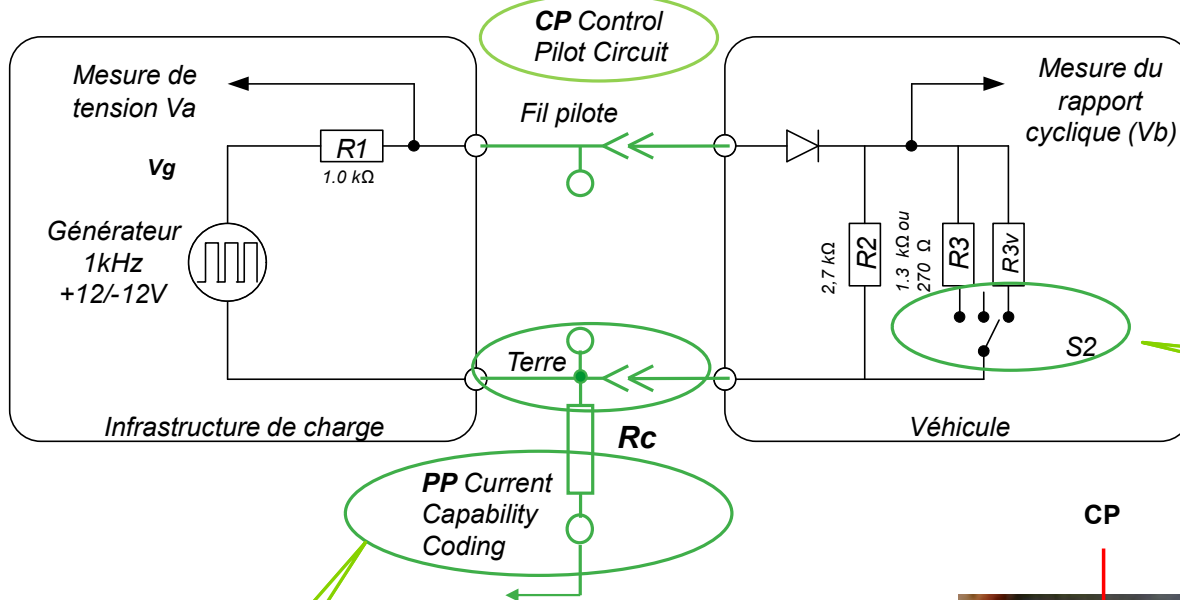 CP Control
Pilot Circuit
Mesure de
tension Va
Mesure du
rapport
cyclique (Vb)
Fil pilote
R1
1.0 kΩ
Vg
Générateur
1kHz
+12/-12V
2,7 kΩ
R2
1.3 kΩ ou
270 Ω
R3
R3v
S2
Terre
Infrastructure de charge
Véhicule
Rc
PP Current
Capability
Coding
CP